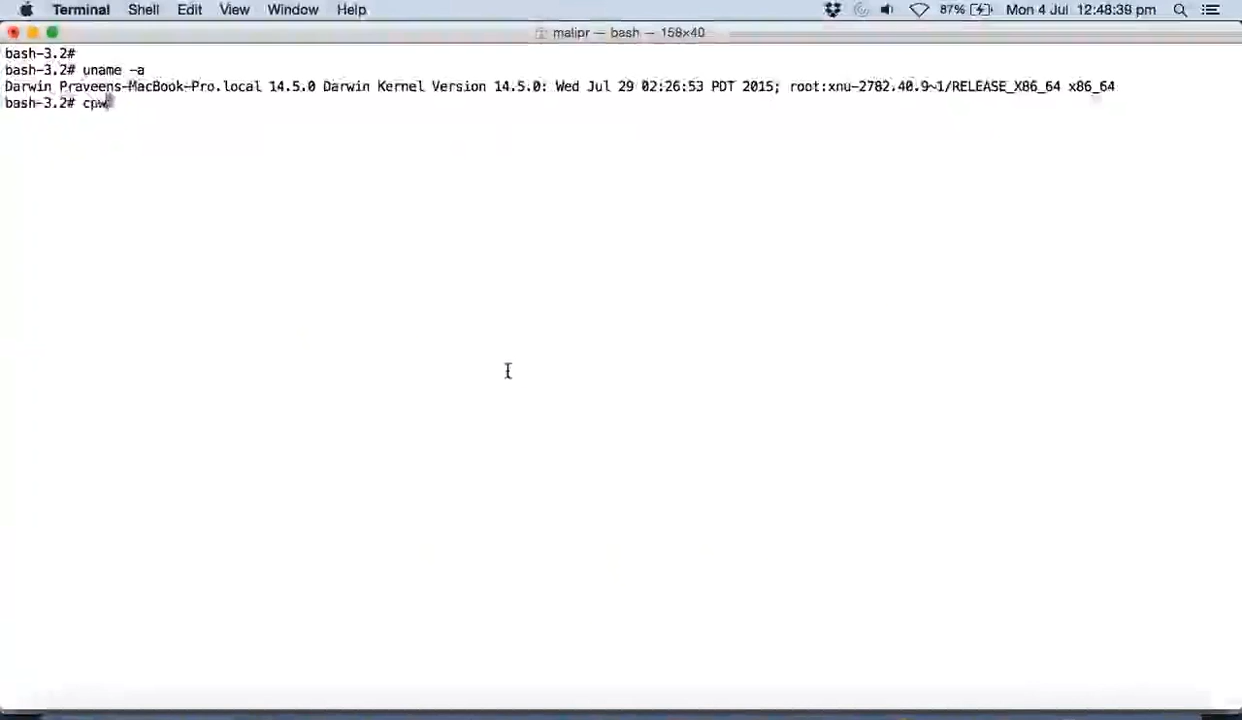 Terminal Shell Edit View Window Help 87% Mon 4 Jul 12:48:39 pm
malipr — bash — 158×40
bash-3.2#
bash-3.2# uname -a
Darwin Praveens-MacBook-Pro.local 14.5.0 Darwin Kernel Version 14.5.0: Wed Jul 29 02:26:53 PDT 2015; root:xnu-2782.40.9~1/RELEASE_X86_64 x86_64
bash-3.2# cpw